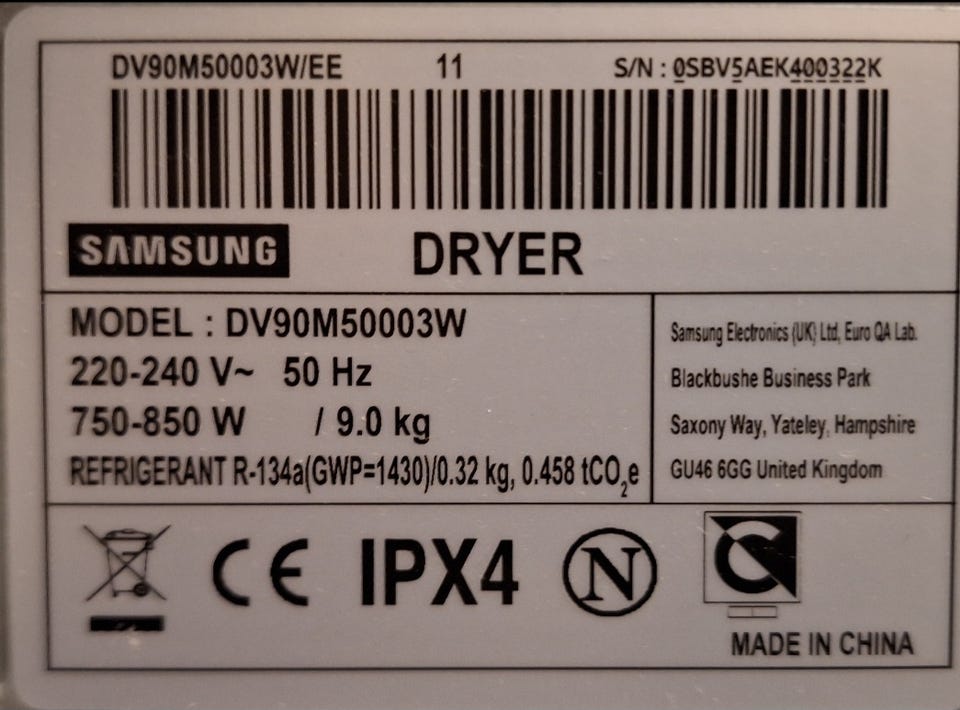 DV90M50003W/EE 11 S/N : 0SBV5AEK400322K
SAMSUNG DRYER
MODEL : DV90M50003W
220-240 V~ 50 Hz
750-850 W / 9.0 kg
REFRIGERANT R-134a(GWP=1430)/0.32 kg, 0.458 tCO₂e
Samsung Electronics (UK) Ltd, Euro QA Lab.
Blackbushe Business Park
Saxony Way, Yateley, Hampshire
GU46 6GG United Kingdom
CE IPX4 N
MADE IN CHINA